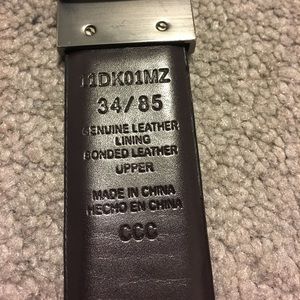 11DK01MZ
34/85
GENUINE LEATHER
LINING
BONDED LEATHER
UPPER
MADE IN CHINA
HECHO EN CHINA
CCC